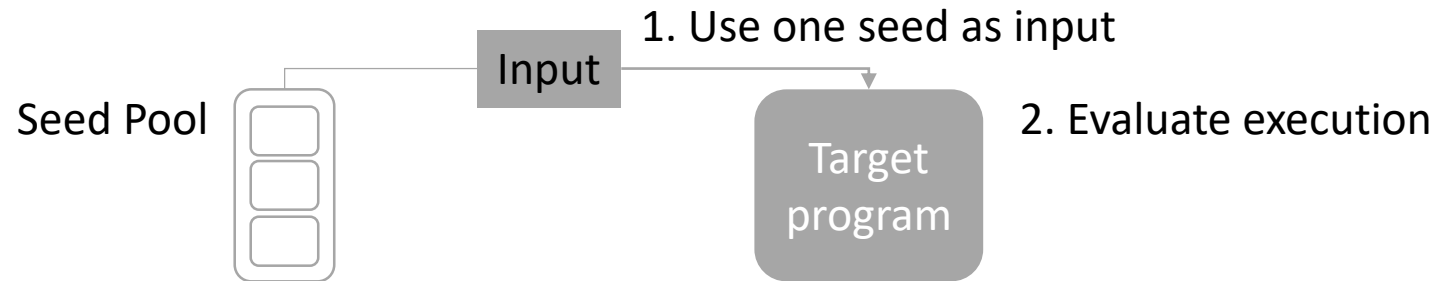 1. Use one seed as input
Input
Seed Pool
2. Evaluate execution
Target
program